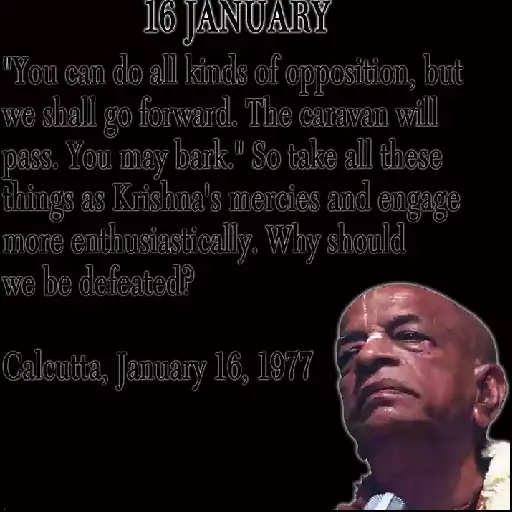 16 JANUARY
"You can do all kinds of opposition, but
we shall go forward. The caravan will
pass. You may bark." So take all these
things as Krishna's mercies and engage
more enthusiastically. Why should
we be defeated?
Calcutta, January 16, 1977